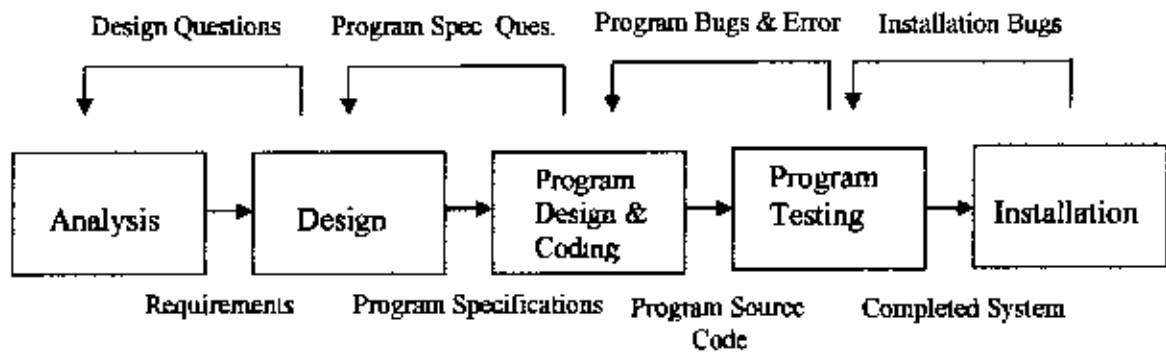 Design Questions
Program Spec Ques.
Program Bugs & Error
Installation Bugs
Analysis
Design
Program
Design &
Coding
Program
Testing
Installation
Requirements
Program Specifications
Program Source
Code
Completed System